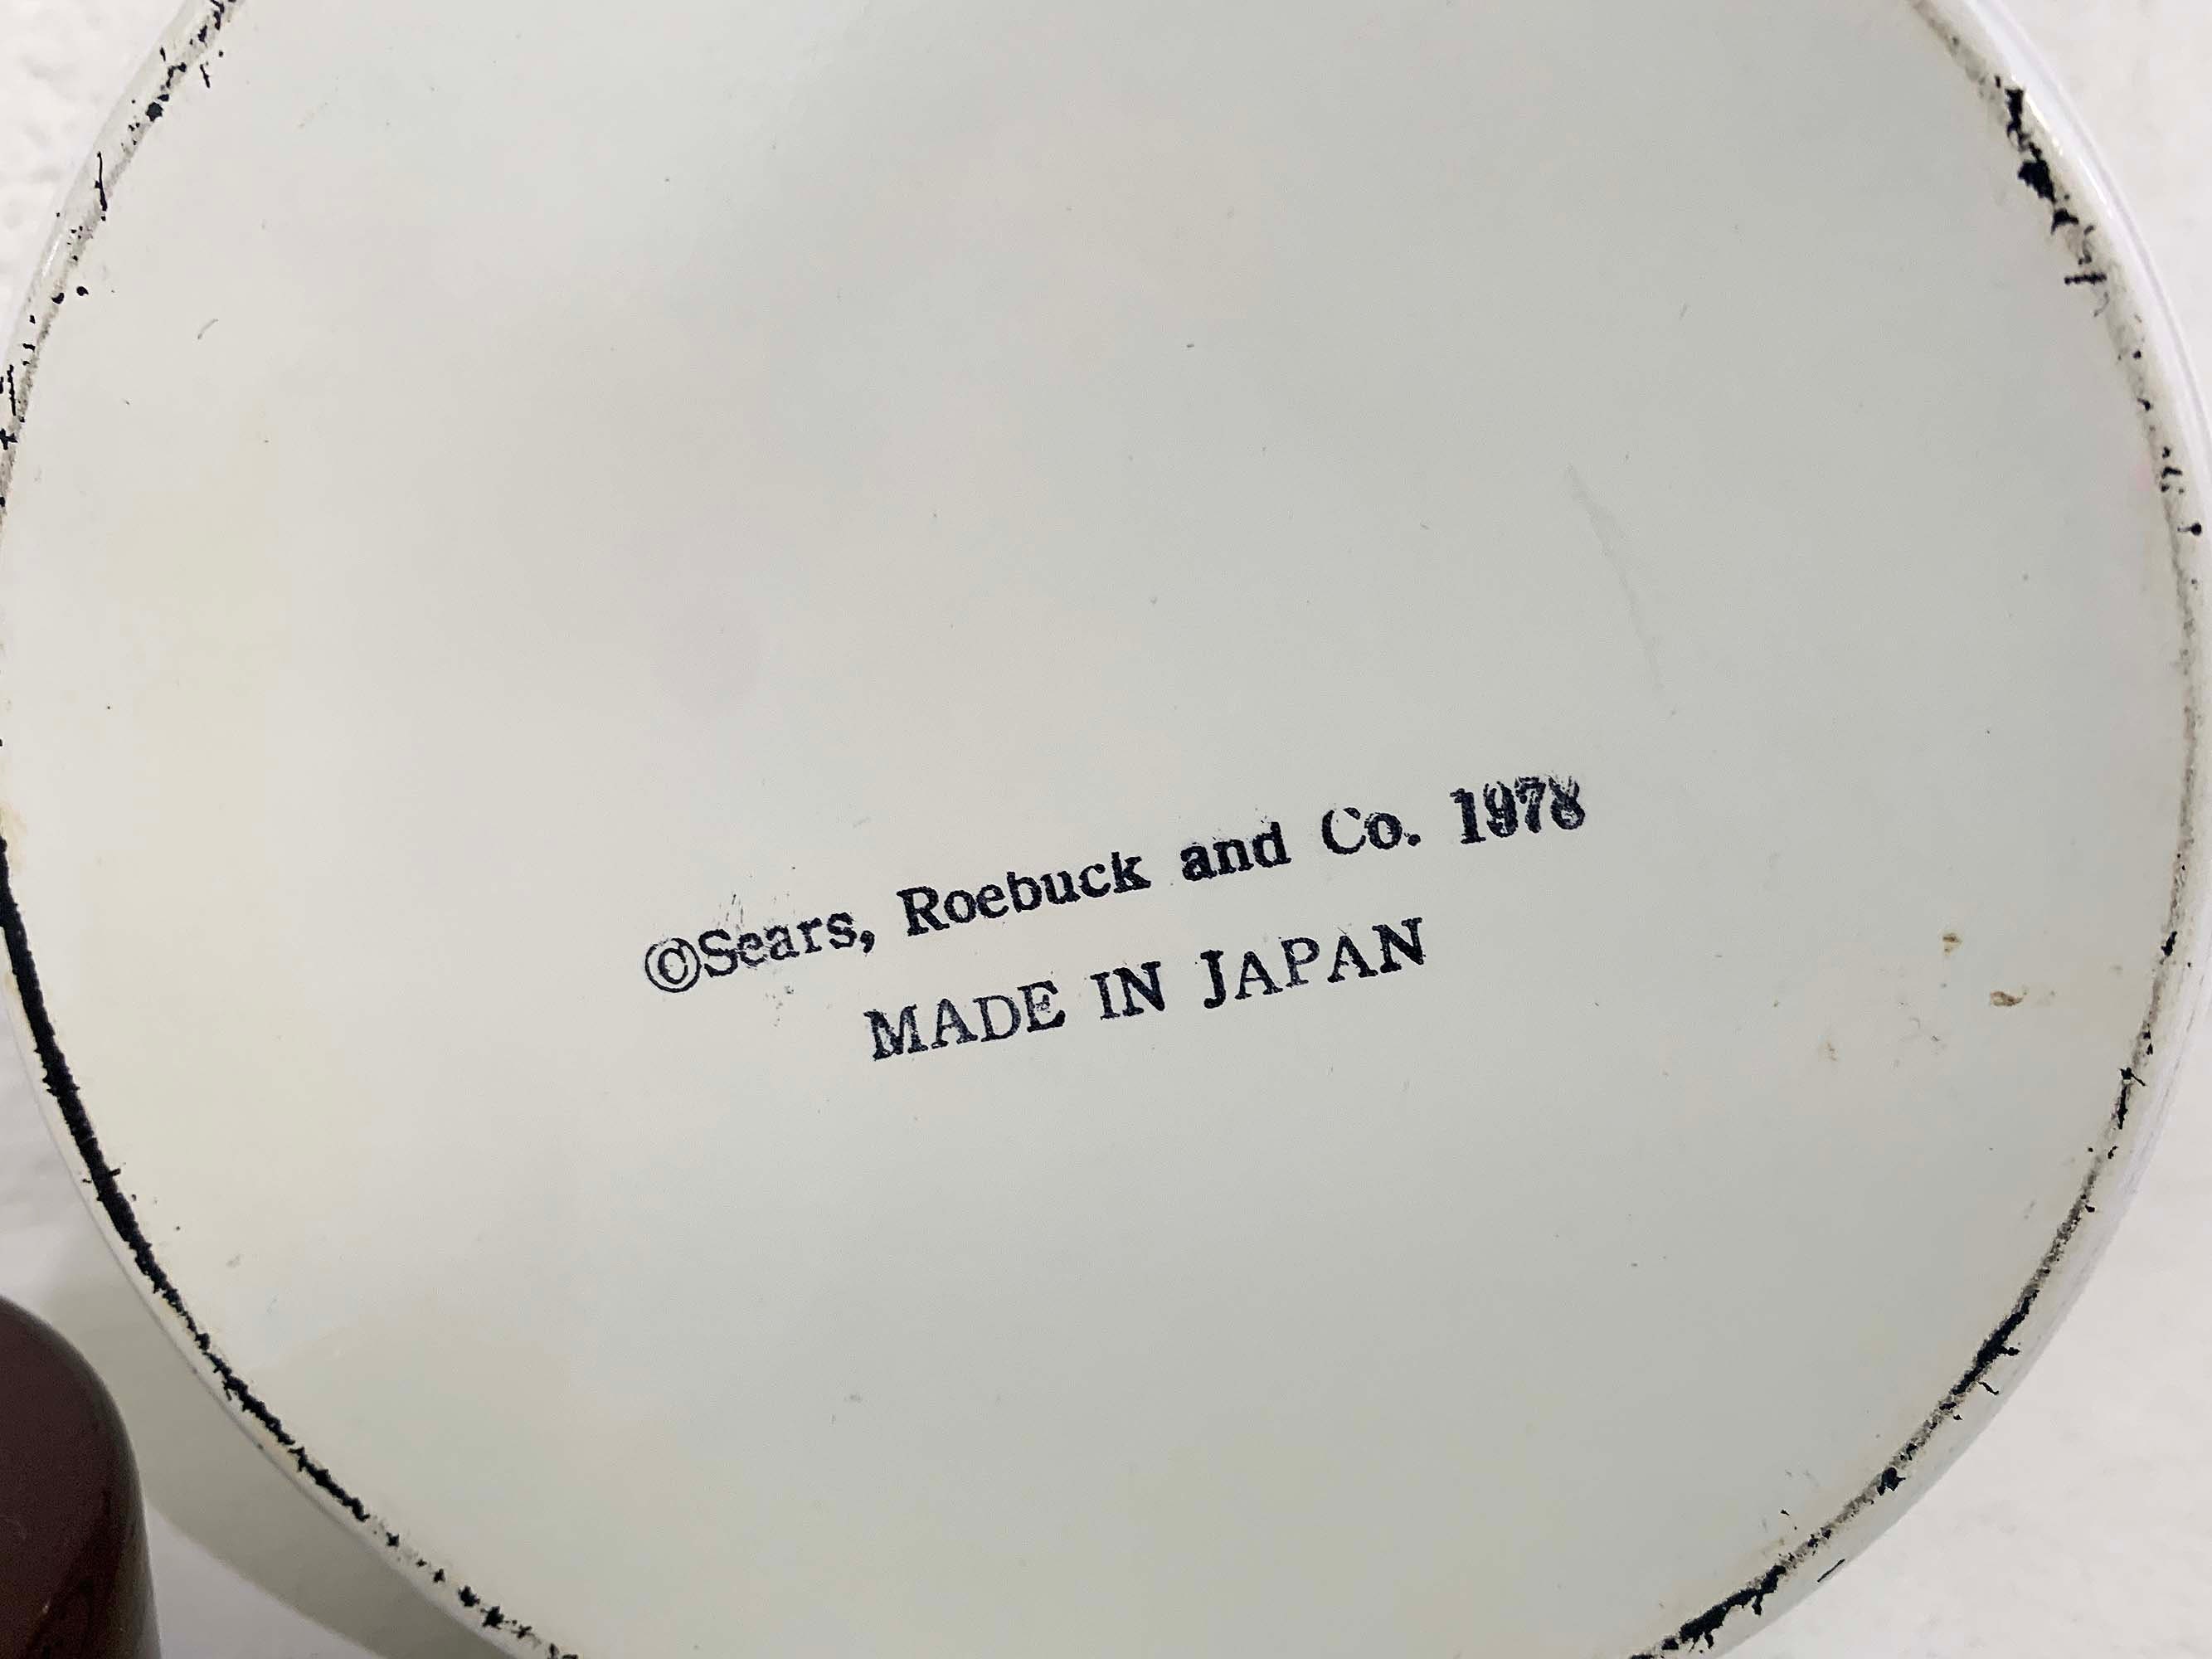 ©Sears, Roebuck and Co. 1978
MADE IN JAPAN